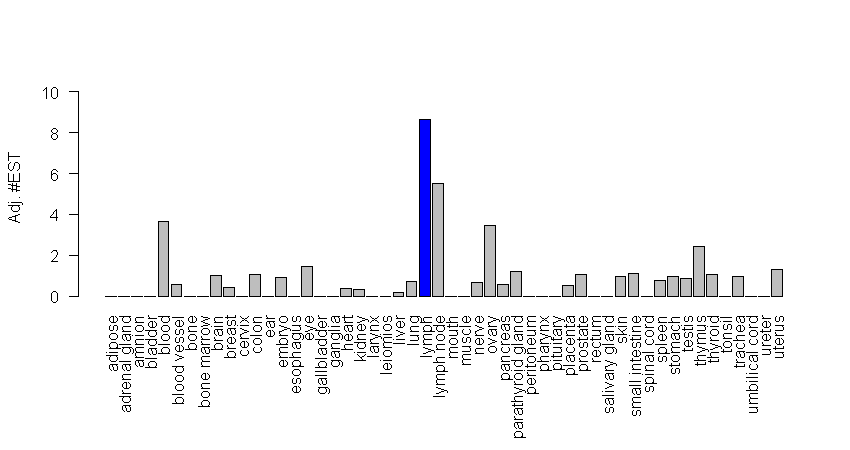 Adj. #EST
10
8
6
4
2
0
adipose
adrenal gland
amnion
bladder
blood
blood vessel
bone
bone marrow
brain
breast
cervix
colon
ear
embryo
esophagus
eye
gallbladder
ganglia
heart
kidney
larynx
leiomios
liver
lung
lymph
lymph node
mouth
muscle
nerve
ovary
pancreas
parathyroid gland
peritoneum
pharynx
pituitary
placenta
prostate
rectum
salivary gland
skin
small intestine
spinal cord
spleen
stomach
testis
thymus
thyroid
tonsil
trachea
umbilical cord
ureter
uterus